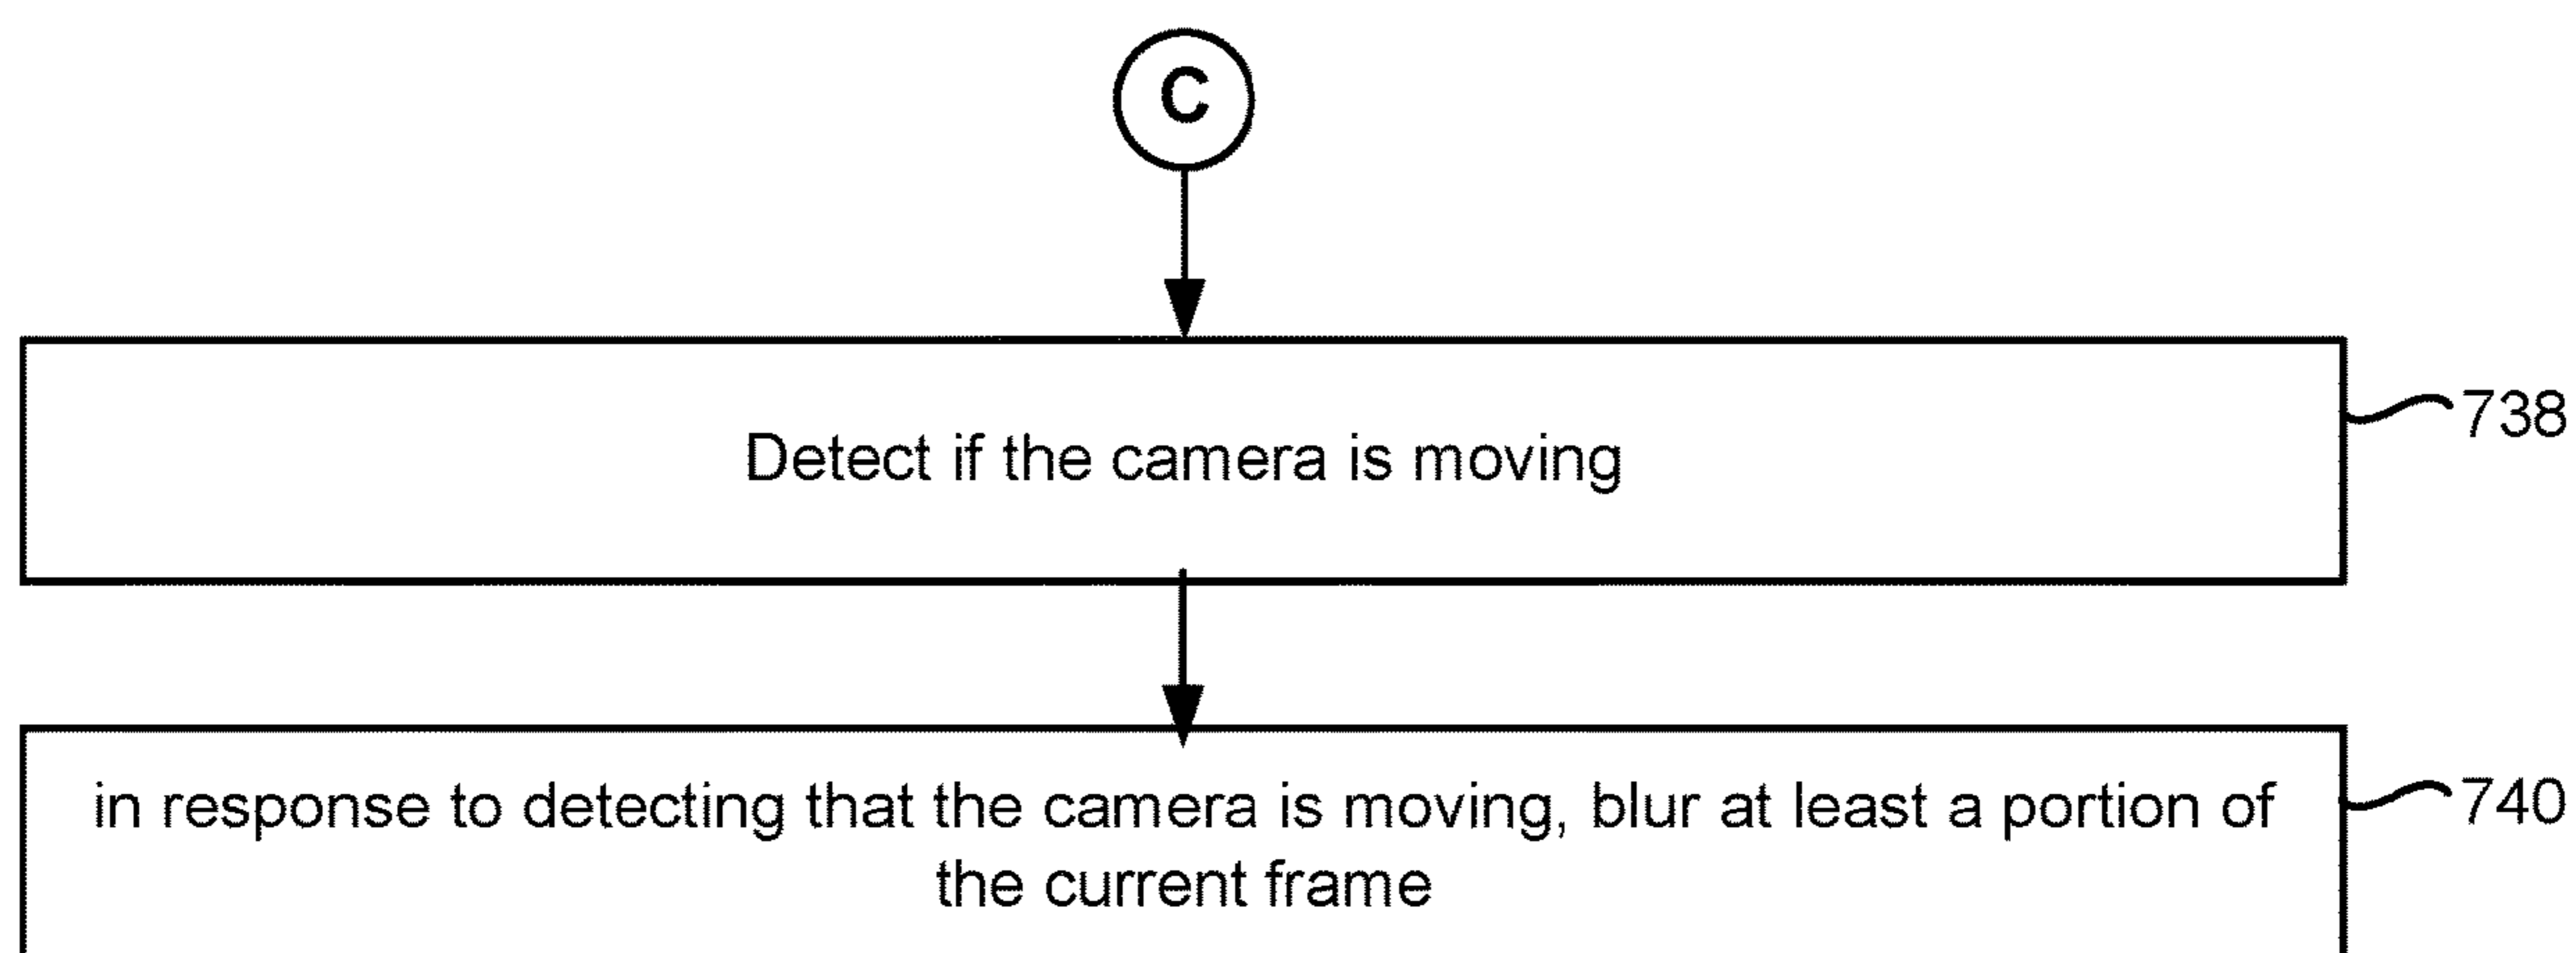 C
Detect if the camera is moving
738
in response to detecting that the camera is moving, blur at least a portion of
the current frame
740